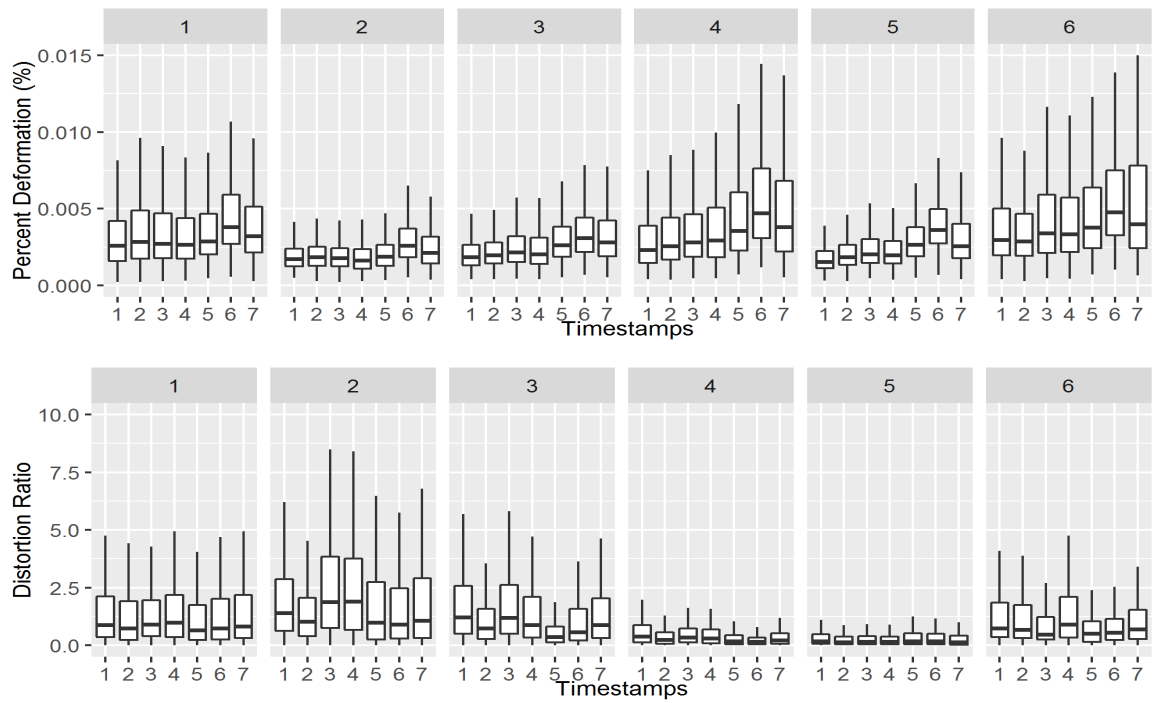 1 2 3 4 5 6
Percent Deformation (%)
0.015
0.010
0.005
0.000
1 2 3 4 5 6 7 1 2 3 4 5 6 7 1 2 3 4 5 6 7 1 2 3 4 5 6 7 1 2 3 4 5 6 7 1 2 3 4 5 6 7
Timestamps
1 2 3 4 5 6
Distortion Ratio
10.0
7.5
5.0
2.5
0.0
1 2 3 4 5 6 7 1 2 3 4 5 6 7 1 2 3 4 5 6 7 1 2 3 4 5 6 7 1 2 3 4 5 6 7 1 2 3 4 5 6 7
Timestamps